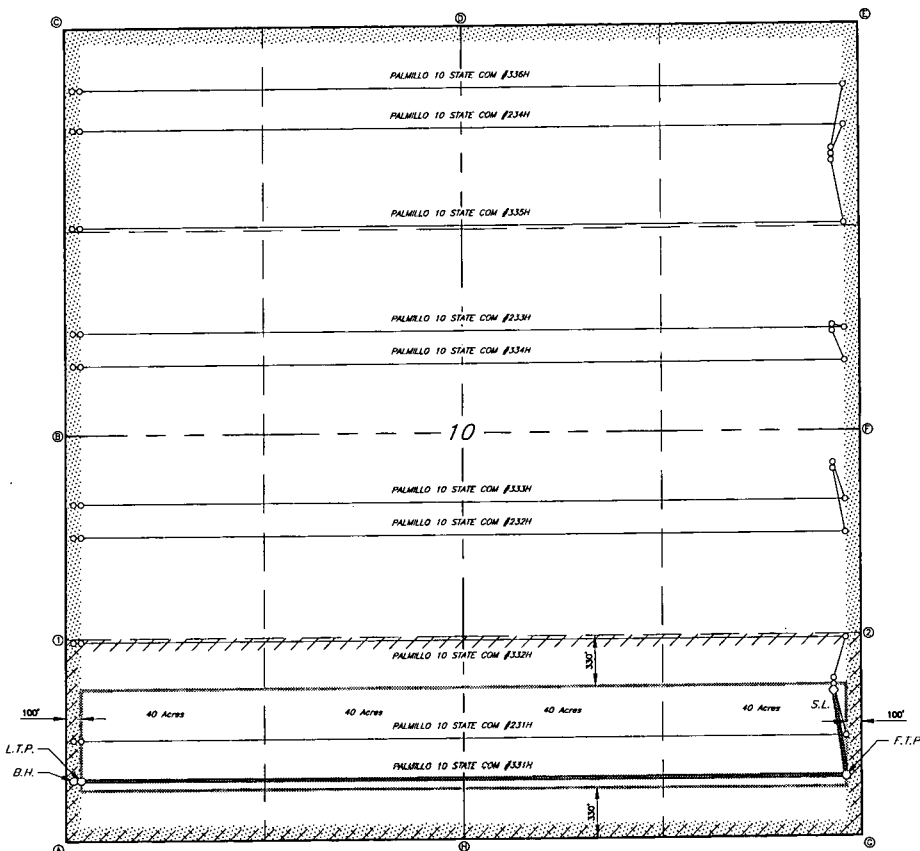 C D E
PALMILLO 10 STATE COM #336H
PALMILLO 10 STATE COM #234H
PALMILLO 10 STATE COM #335H
PALMILLO 10 STATE COM #233H
PALMILLO 10 STATE COM #334H
B 10 F
PALMILLO 10 STATE COM #333H
PALMILLO 10 STATE COM #232H
1 2
PALMILLO 10 STATE COM #332H
330'
40 Acres 40 Acres 40 Acres 40 Acres
S.L.
100' 100'
PALMILLO 10 STATE COM #231H
L.T.P. F.T.P.
PALMILLO 10 STATE COM #331H
B.H.
330'
A H G